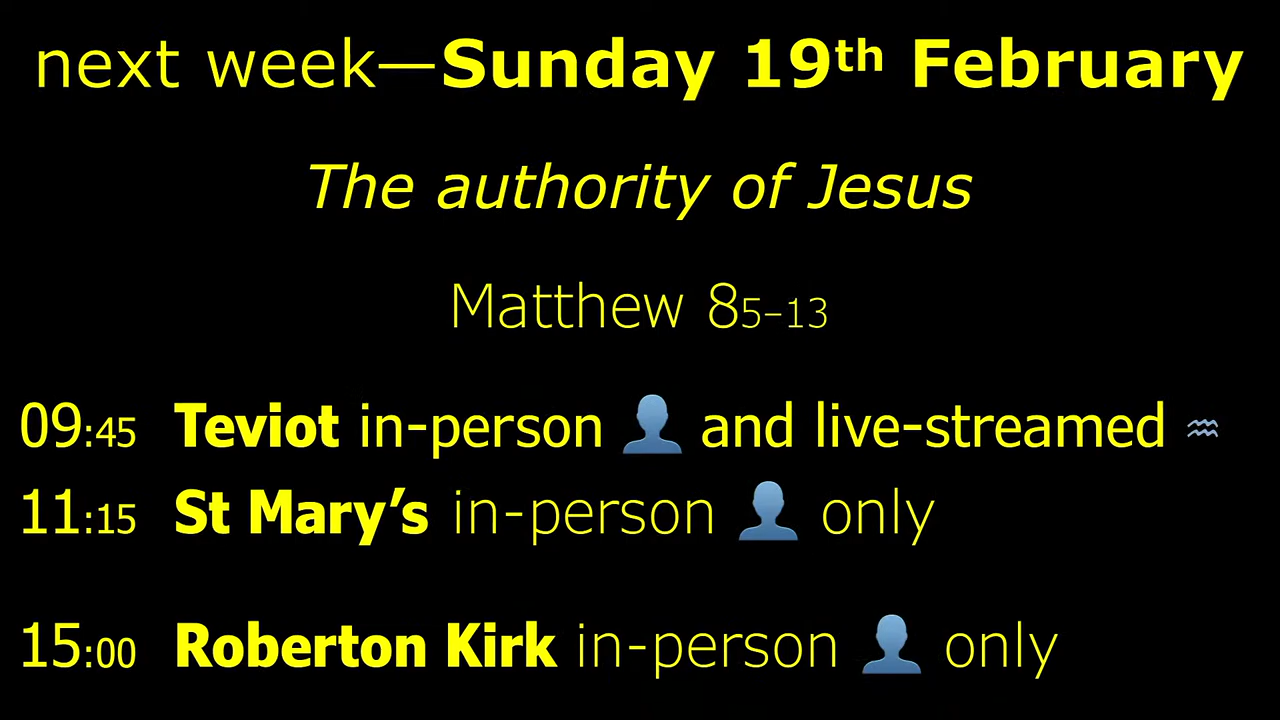 next week—Sunday 19th February
The authority of Jesus
Matthew 85–13
09:45 Teviot in-person 👤 and live-streamed ♒
11:15 St Mary’s in-person 👤 only
15:00 Roberton Kirk in-person 👤 only